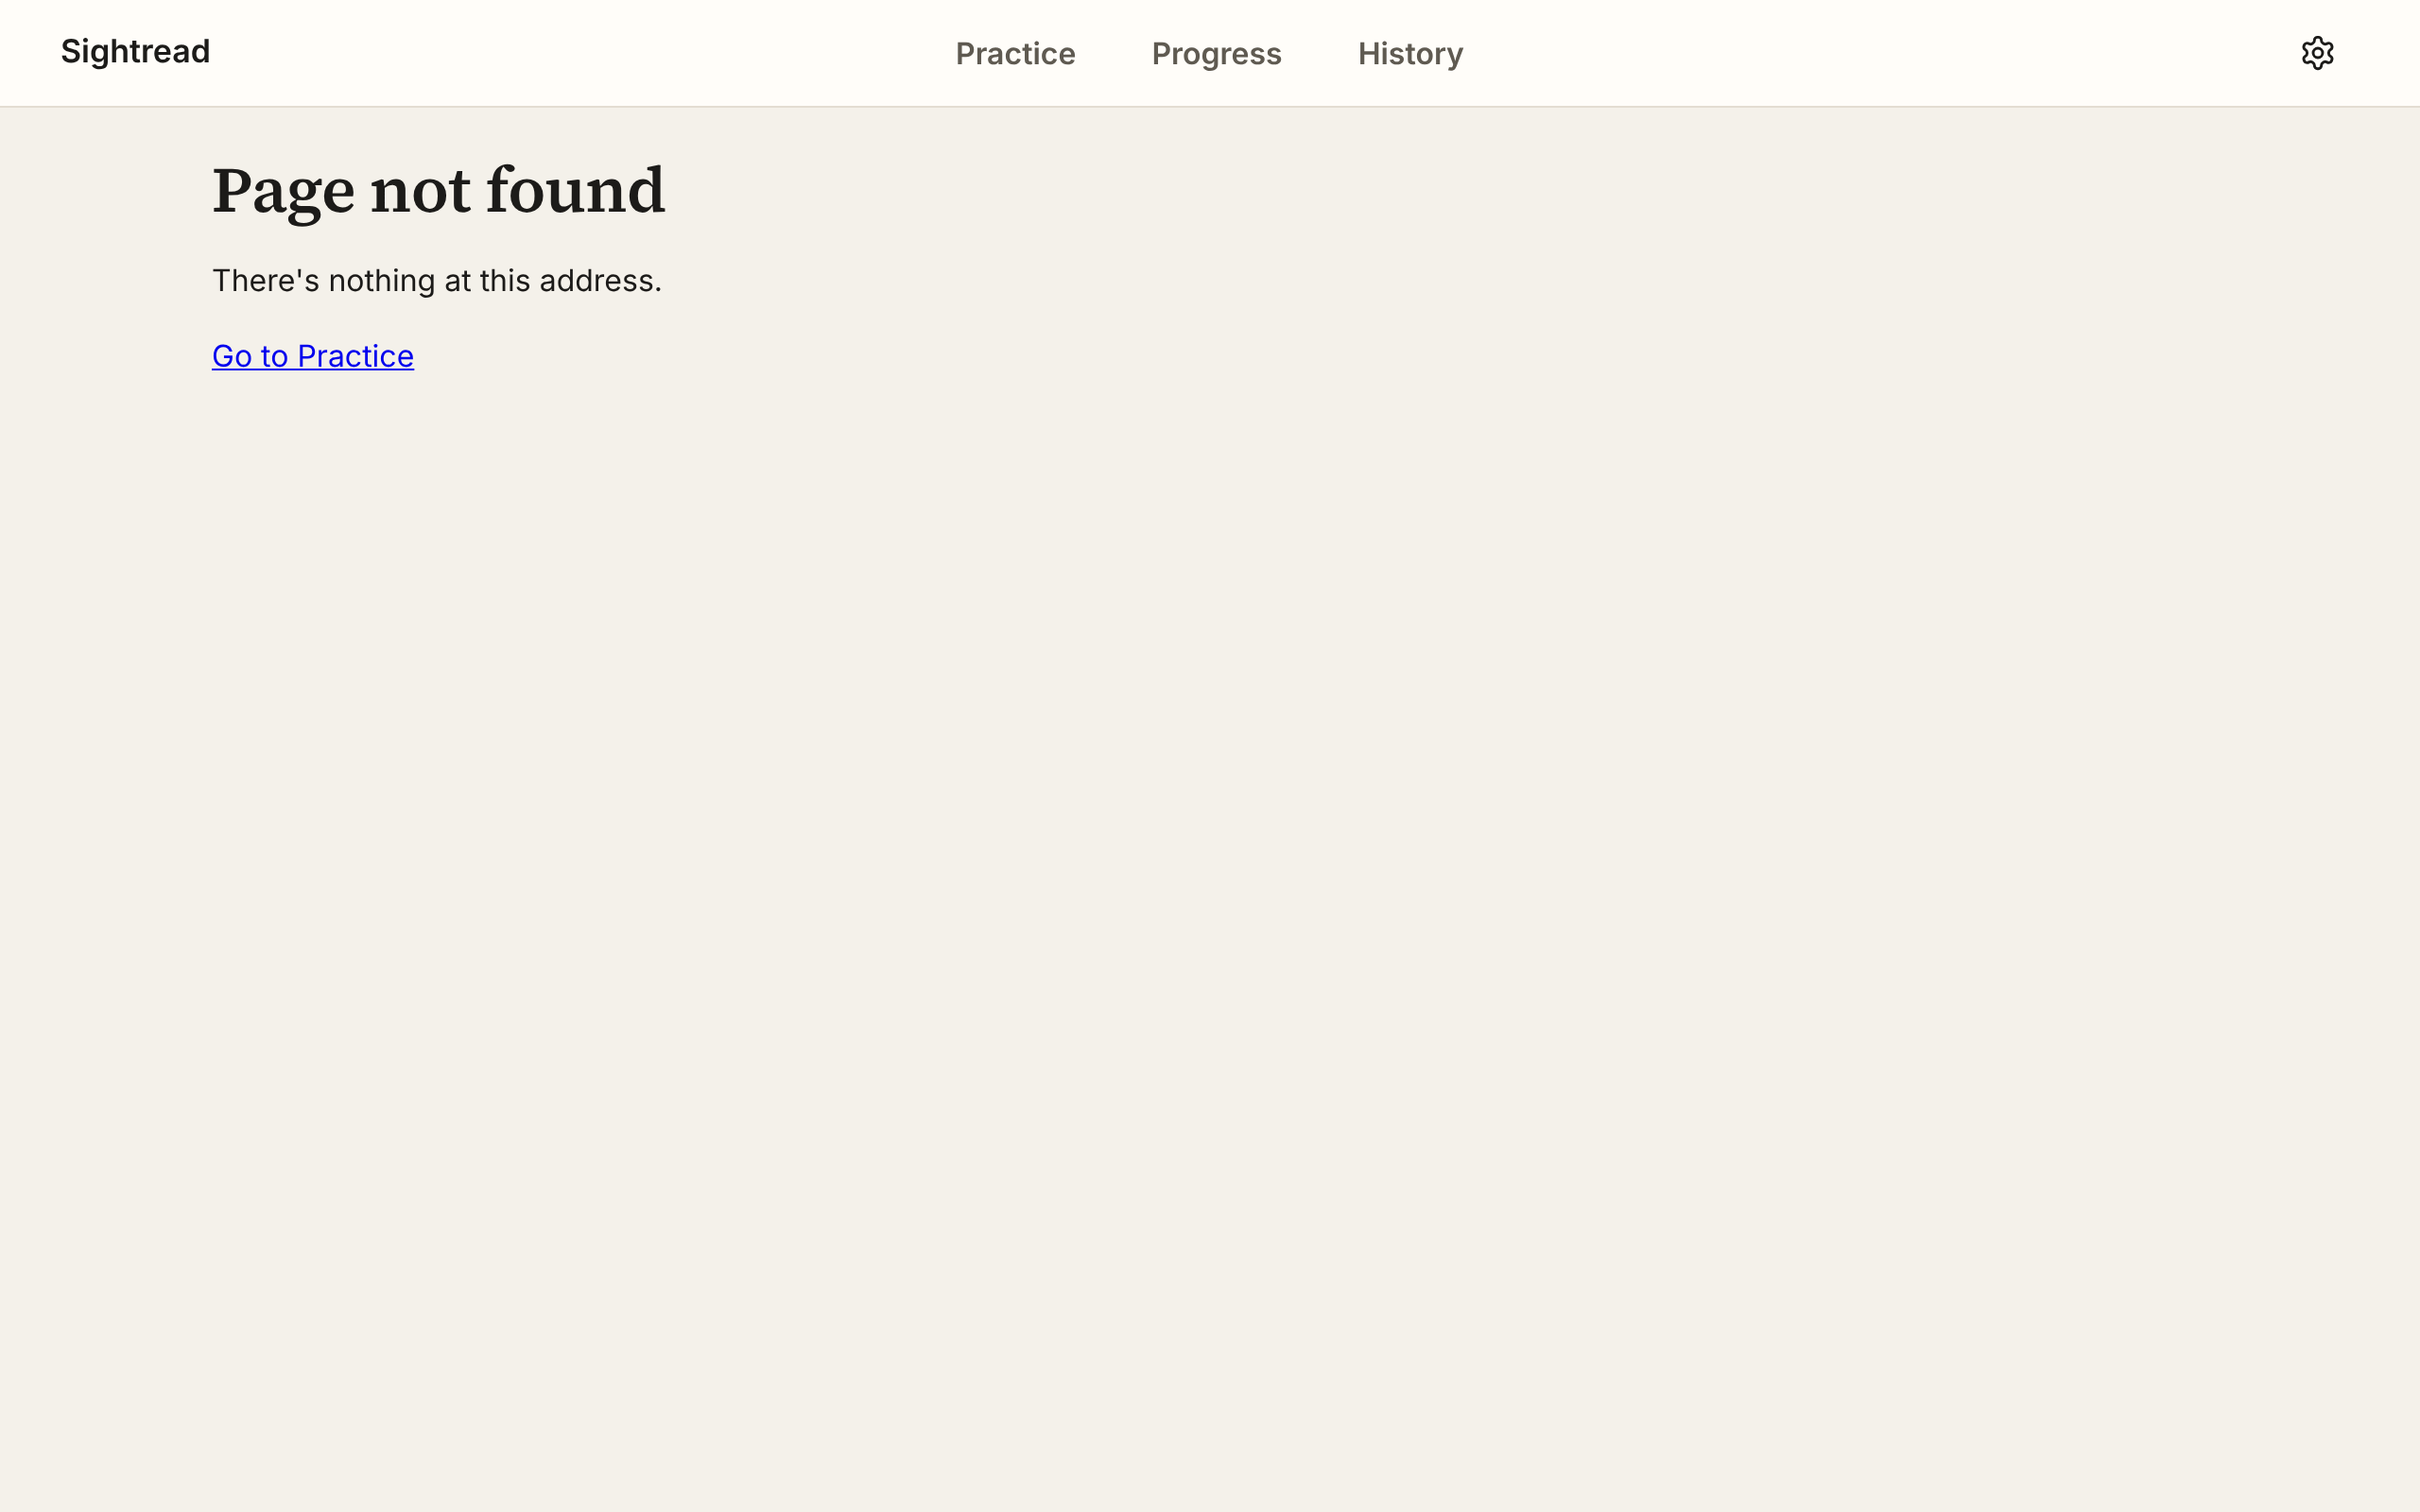 Sightread
Practice Progress History
Page not found
There's nothing at this address.
Go to Practice